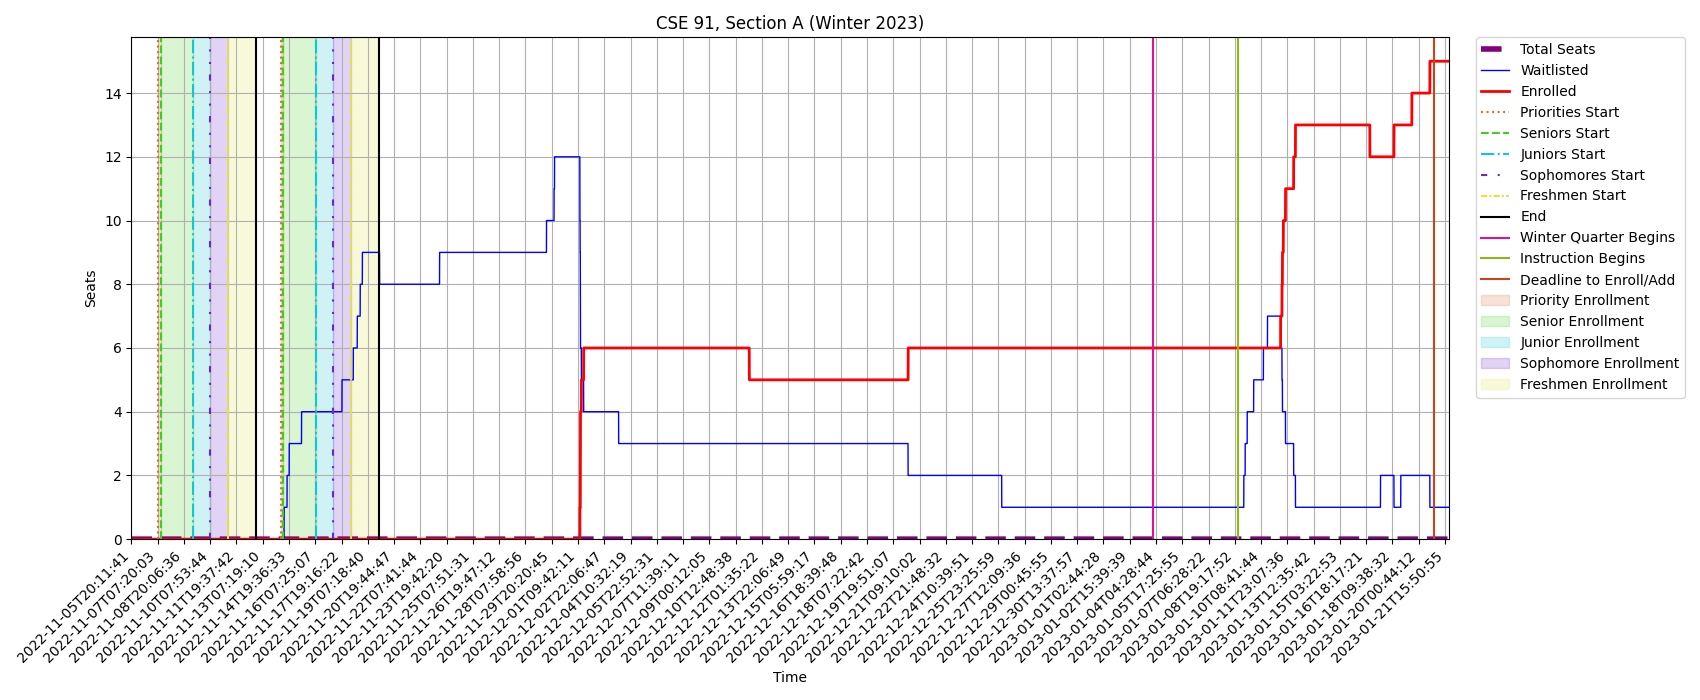 CSE 91, Section A (Winter 2023)
Seats
14
12
10
8
6
4
2
0
2022-11-05T20:11:41
2022-11-07T07:20:03
2022-11-08T20:06:36
2022-11-10T07:53:44
2022-11-11T19:37:42
2022-11-13T07:19:10
2022-11-14T19:36:33
2022-11-16T07:25:07
2022-11-17T19:16:22
2022-11-19T07:18:40
2022-11-20T19:44:47
2022-11-22T07:41:44
2022-11-23T19:42:20
2022-11-26T19:47:12
2022-11-28T07:58:56
2022-11-29T20:20:45
2022-12-01T09:42:11
2022-12-02T22:06:47
2022-12-04T10:32:19
2022-12-05T22:52:31
2022-12-07T11:39:11
2022-12-09T00:12:05
2022-12-10T12:48:38
2022-12-12T01:35:22
2022-12-13T22:06:49
2022-12-15T05:59:17
2022-12-16T18:39:48
2022-12-18T07:22:42
2022-12-19T19:51:07
2022-12-21T09:10:02
2022-12-22T21:48:32
2022-12-24T10:39:51
2022-12-25T23:25:59
2022-12-27T12:09:36
2022-12-29T00:45:55
2022-12-30T13:37:57
2023-01-01T02:44:28
2023-01-02T15:39:39
2023-01-04T04:28:44
2023-01-05T17:25:55
2023-01-07T06:28:22
2023-01-08T19:17:52
2023-01-10T08:41:44
2023-01-11T23:07:36
2023-01-13T12:35:42
2023-01-15T03:22:53
2023-01-16T18:17:21
2023-01-18T09:38:32
2023-01-20T00:44:12
2023-01-21T15:50:55
Time
Total Seats
Waitlisted
Enrolled
Priorities Start
Seniors Start
Juniors Start
Sophomores Start
Freshmen Start
End
Winter Quarter Begins
Instruction Begins
Deadline to Enroll/Add
Priority Enrollment
Senior Enrollment
Junior Enrollment
Sophomore Enrollment
Freshmen Enrollment